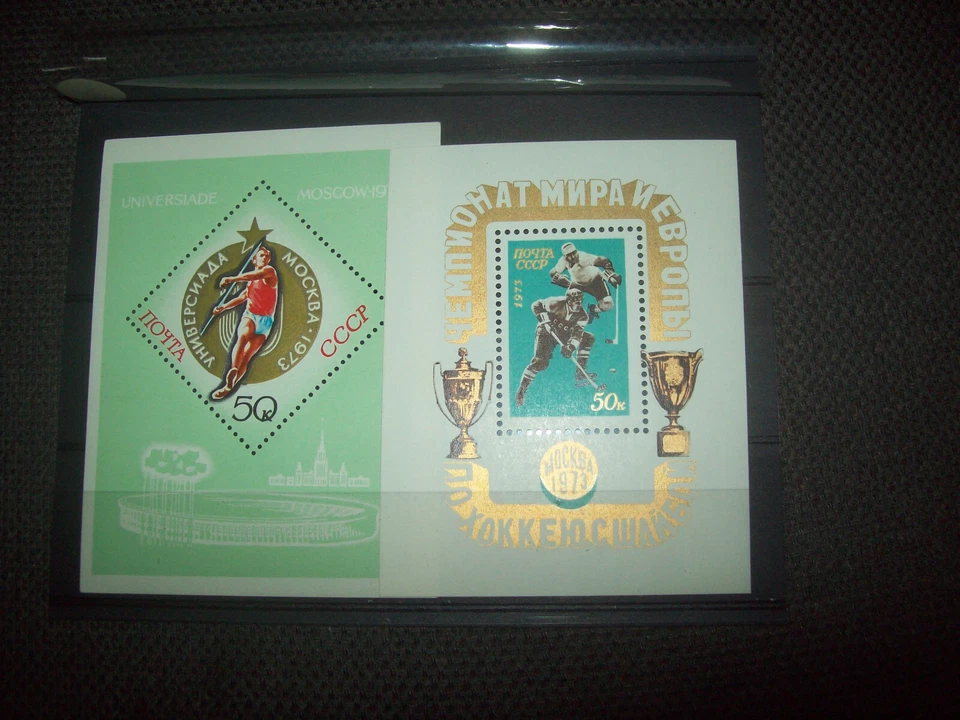 UNIVERSIADE MOSCOW-197
УНИВЕРСИАДА МОСКВА · 1973
ПОЧТА СССР
50к
ЧЕМПИОНАТ МИРА И ЕВРОПЫ
ПОЧТА
СССР
1973
50к
МОСКВА
1973
ПО ХОККЕЮ С ШАЙБОЙ